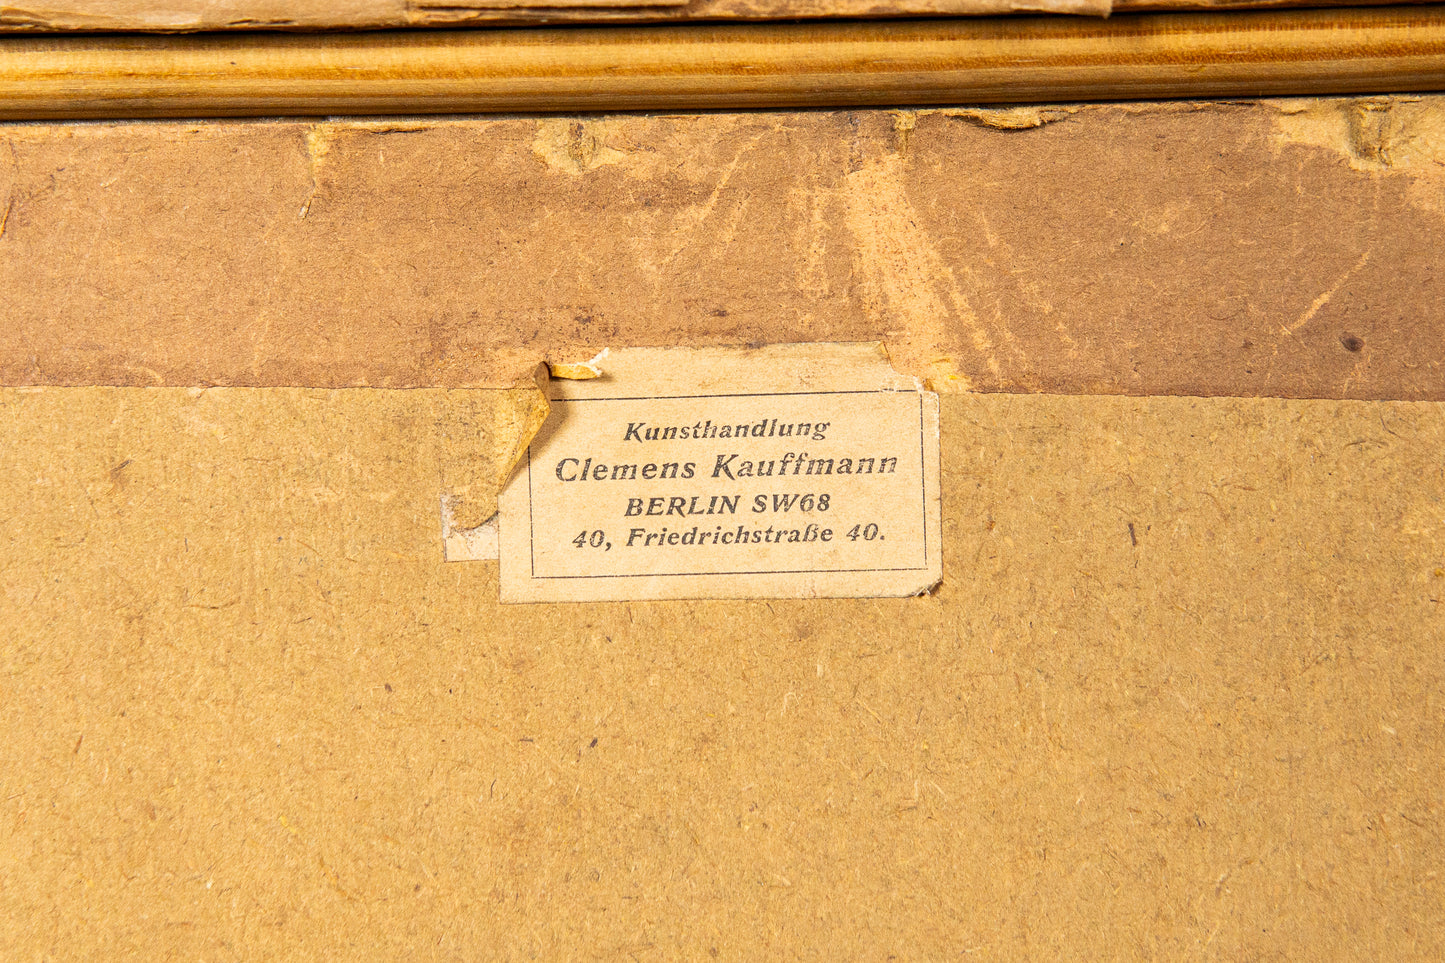 Kunsthandlung
Clemens Kauffmann
BERLIN SW68
40, Friedrichstraße 40.